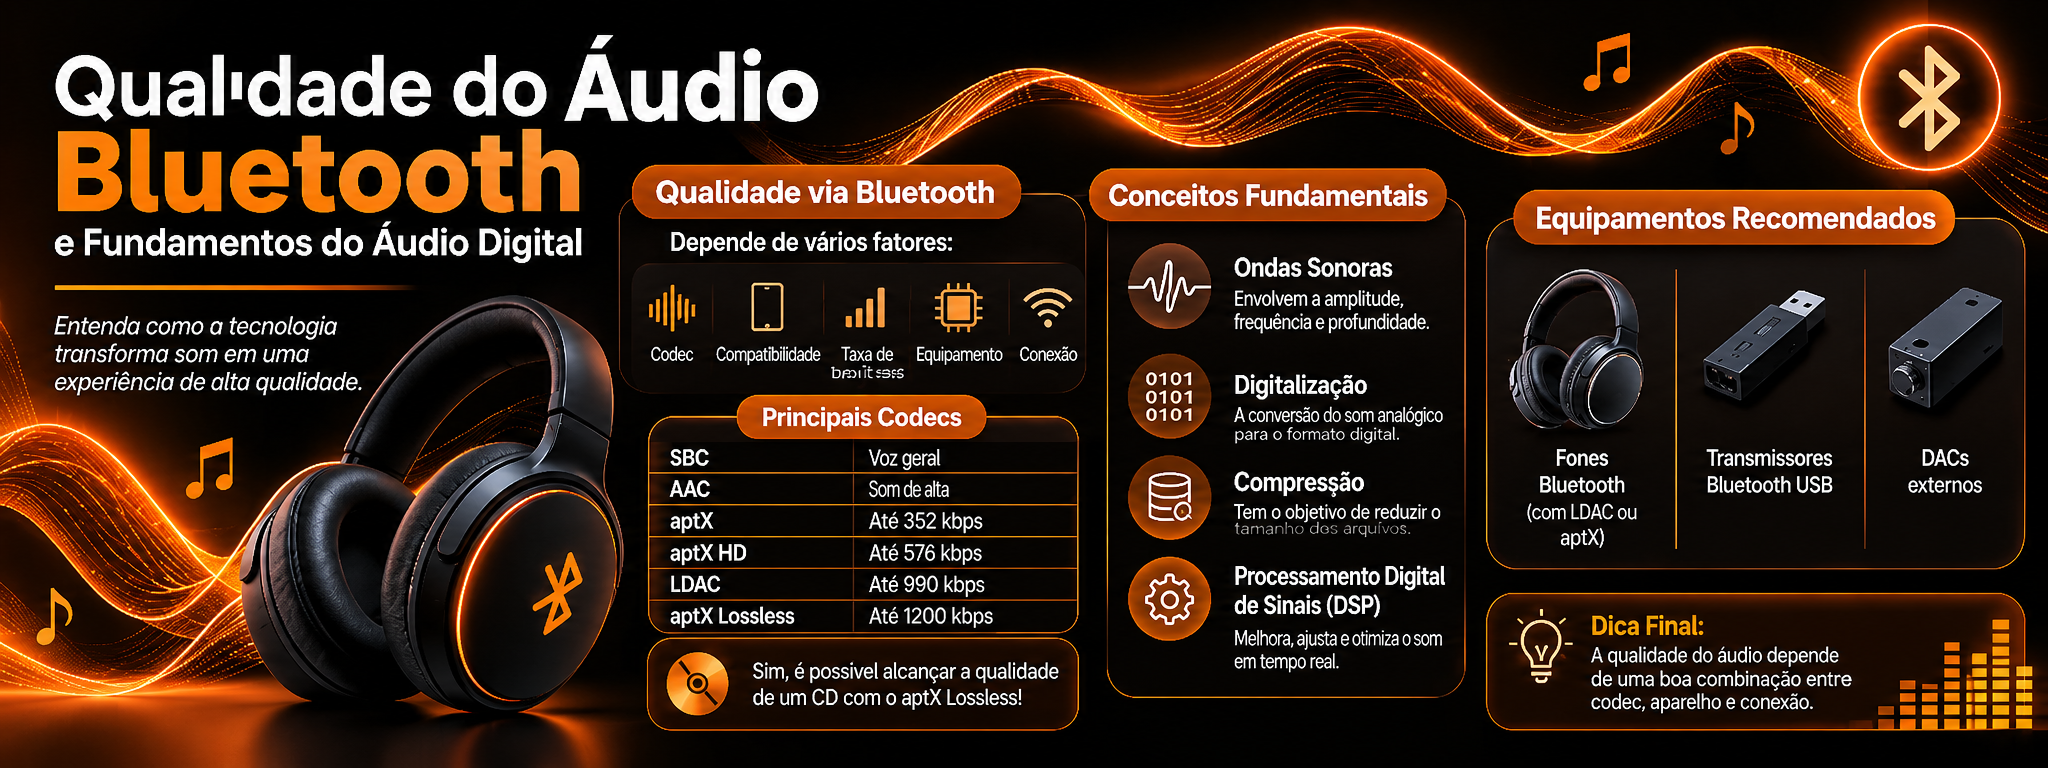 Qualidade do Áudio
Bluetooth
e Fundamentos do Áudio Digital
Entenda como a tecnologia
transforma som em uma
experiência de alta qualidade.
Qualidade via Bluetooth
Depende de vários fatores:
Codec
Compatibilidade
Taxa de
Equipamento
Conexão
Principais Codecs
SBC Voz geral
AAC Som de alta
aptX Até 352 kbps
aptX HD Até 576 kbps
LDAC Até 990 kbps
aptX Lossless Até 1200 kbps
Sim, é possivel alcançar a qualidade
de um CD com o aptX Lossless!
Conceitos Fundamentais
Ondas Sonoras
Envolvem a amplitude,
frequência e profundidade.
0101
0101
0101
Digitalização
A conversão do som analógico
para o formato digital.
Compressão
Tem o objetivo de reduzir o
tamanho dos arquivos.
Processamento Digital
de Sinais (DSP)
Melhora, ajusta e otimiza o som
em tempo real.
Equipamentos Recomendados
Fones
Bluetooth
(com LDAC ou
aptX)
Transmissores
Bluetooth USB
DACs
externos
Dica Final:
A qualidade do áudio depende
de uma boa combinação entre
codec, aparelho e conexão.